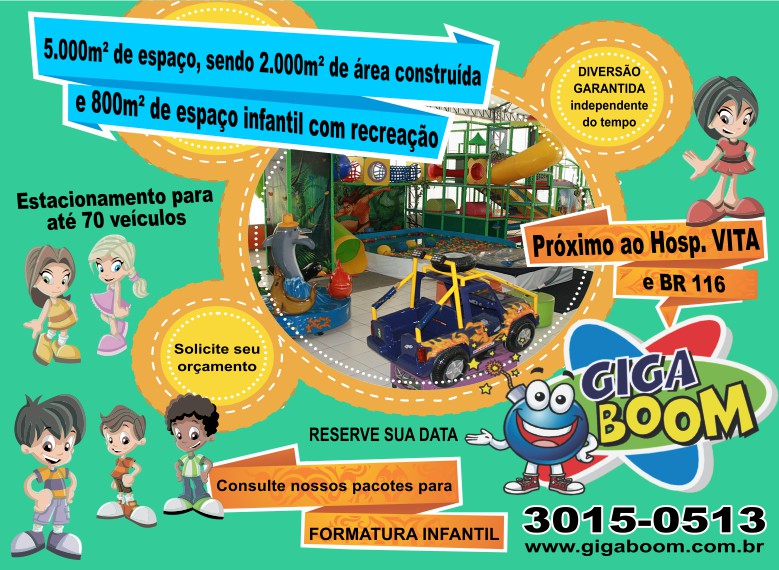 5.000m² de espaço, sendo 2.000m² de área construída
e 800m² de espaço infantil com recreação
DIVERSÃO
GARANTIDA
independente
do tempo
Estacionamento para
até 70 veículos
Próximo ao Hosp. VITA
e BR 116
Solicite seu
orçamento
GIGA
BOOM
RESERVE SUA DATA
Consulte nossos pacotes para
FORMATURA INFANTIL
3015-0513
www.gigaboom.com.br